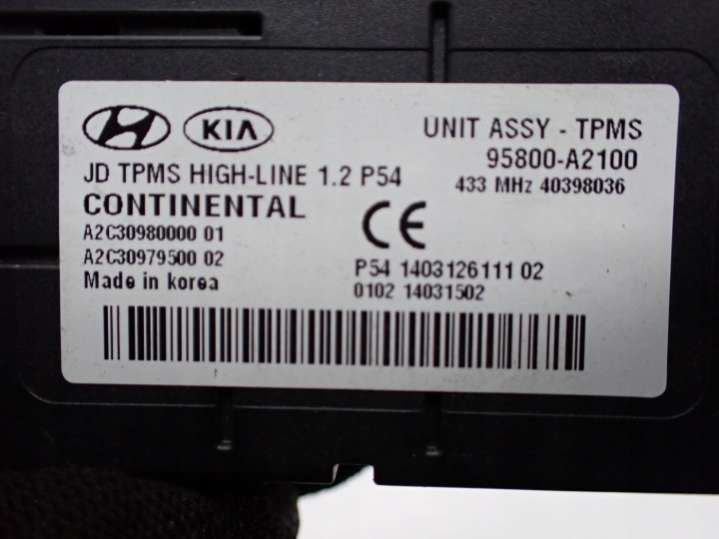 KIA
UNIT ASSY - TPMS
95800-A2100
433 MHz 40398036
JD TPMS HIGH-LINE 1.2 P54
CONTINENTAL
A2C30980000 01
A2C30979500 02
Made in korea
CE
P54 1403126111 02
0102 14031502